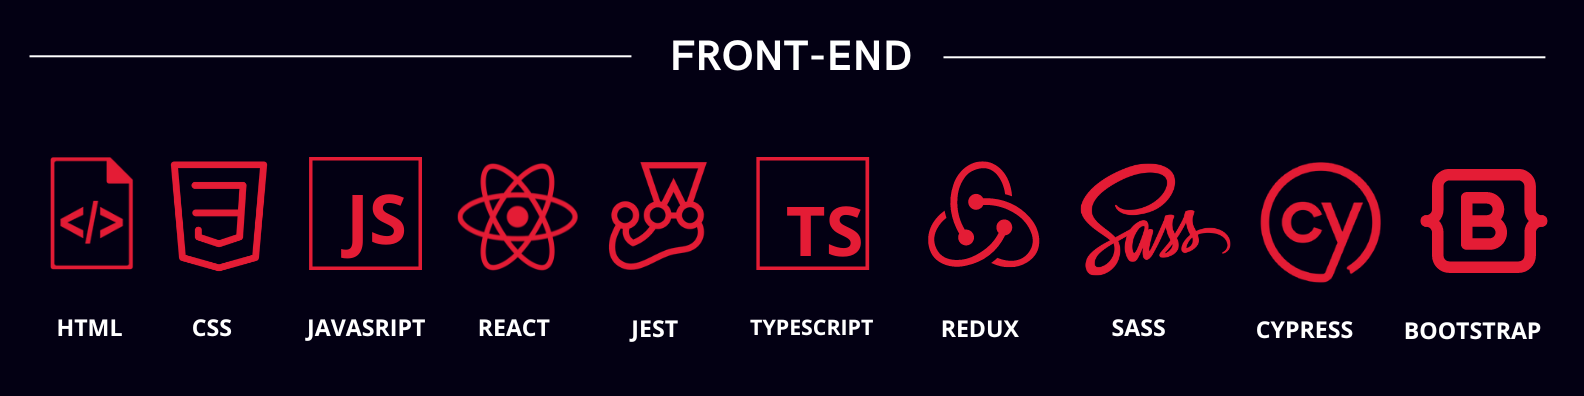 FRONT-END
</>
JS
TS
Sass
cy
B
HTML
CSS
JAVASRIPT
REACT
JEST
TYPESCRIPT
REDUX
SASS
CYPRESS
BOOTSTRAP